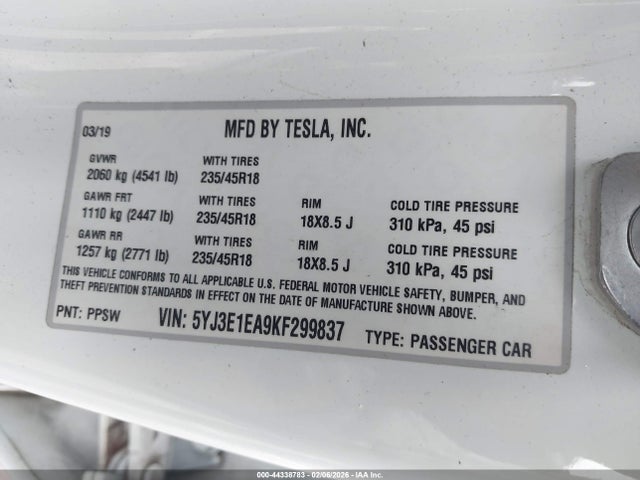 03/19 MFD BY TESLA, INC.
GVWR WITH TIRES
2060 kg (4541 lb) 235/45R18
GAWR FRT WITH TIRES RIM COLD TIRE PRESSURE
1110 kg (2447 lb) 235/45R18 18X8.5 J 310 kPa, 45 psi
GAWR RR WITH TIRES RIM COLD TIRE PRESSURE
1257 kg (2771 lb) 235/45R18 18X8.5 J 310 kPa, 45 psi
THIS VEHICLE CONFORMS TO ALL APPLICABLE U.S. FEDERAL MOTOR VEHICLE SAFETY, BUMPER, AND
THEFT PREVENTION STANDARDS IN EFFECT ON THE DATE OF MANUFACTURE SHOWN ABOVE.
PNT: PPSW VIN: 5YJ3E1EA9KF299837 TYPE: PASSENGER CAR
000-44338783 - 02/06/2026 - IAA Inc.